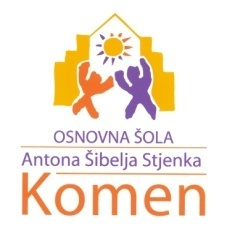 OSNOVNA ŠOLA
Antona Šibelja Stjenka
Komen